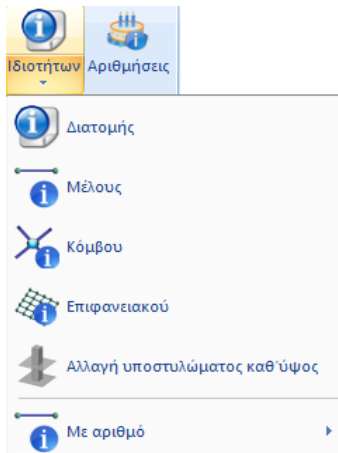 Ιδιοτήτων Αριθμήσεις
Διατομής
Μέλους
Κόμβου
Επιφανειακού
Αλλαγή υποστυλώματος καθ΄ύψος
Με αριθμό